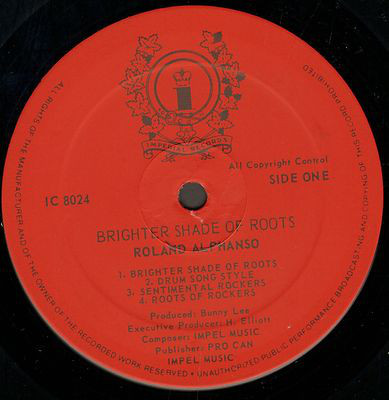 IMPERIAL RECORDS
All Copyright Control
SIDE ONE
IC 8024
BRIGHTER SHADE OF ROOTS
ROLAND ALPHANSO
1. BRIGHTER SHADE OF ROOTS
2. DRUM SONG STYLE
3. SENTIMENTAL ROCKERS
4. ROOTS OF ROCKERS
Produced: Bunny Lee
Executive Producer: H. Elliott
Composer: IMPEL MUSIC
Publisher: PRO CAN
IMPEL MUSIC
ALL RIGHTS OF THE MANUFACTURER AND OF THE OWNER OF THE RECORDED WORK RESERVED • UNAUTHORIZED PUBLIC PERFORMANCE BROADCASTING AND COPYING OF THIS RECORD PROHIBITED